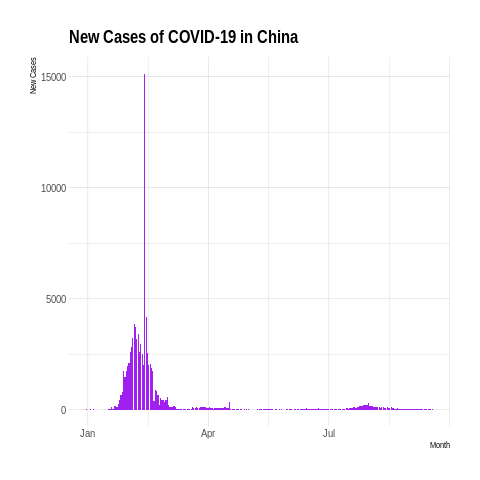 New Cases of COVID-19 in China
New Cases
15000
10000
5000
0
Jan Apr Jul
Month